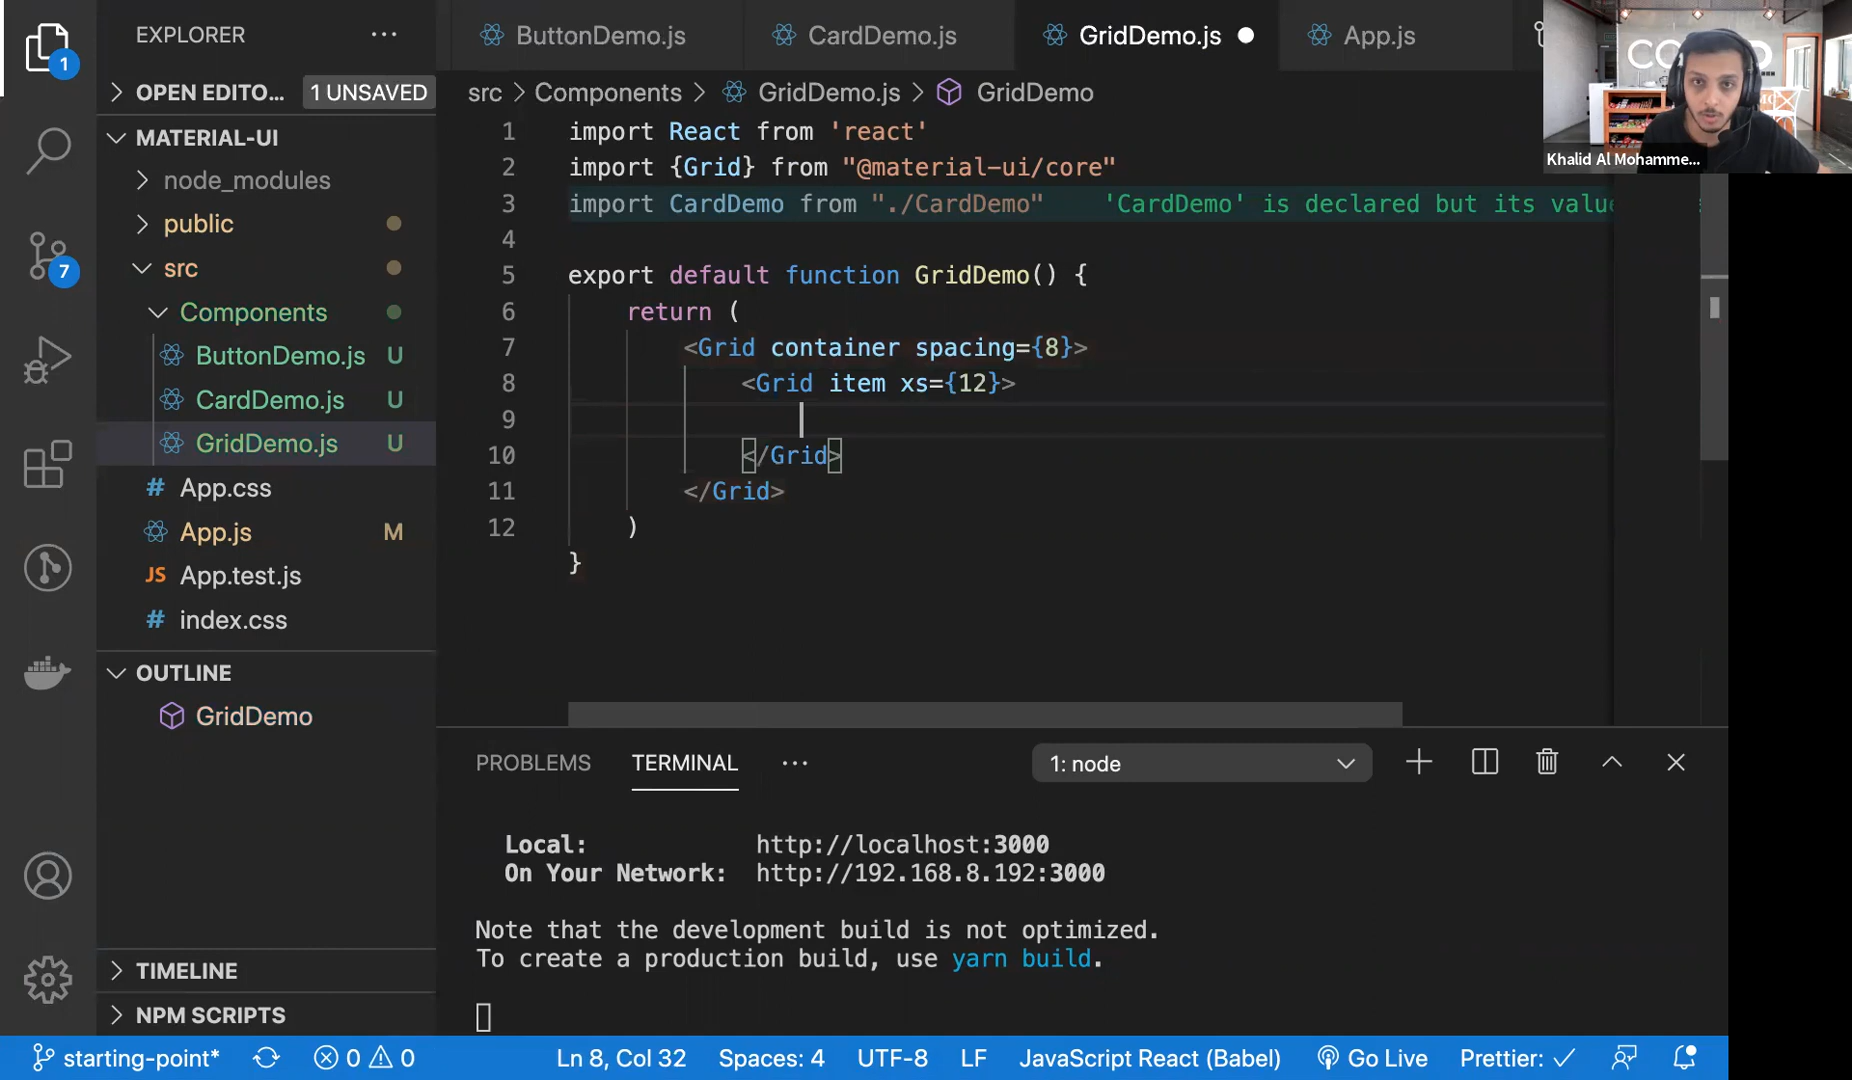 EXPLORER
1
OPEN EDITO... 1 UNSAVED
MATERIAL-UI
node_modules
public
src
Components
ButtonDemo.js U
CardDemo.js U
GridDemo.js U
# App.css
App.js M
JS App.test.js
# index.css
7
OUTLINE
GridDemo
TIMELINE
NPM SCRIPTS
ButtonDemo.js
CardDemo.js
GridDemo.js
App.js
src > Components > GridDemo.js > GridDemo
1 import React from 'react'
2 import {Grid} from "@material-ui/core"
3 import CardDemo from "./CardDemo" 'CardDemo' is declared but its value
4
5 export default function GridDemo() {
6 return (
7 <Grid container spacing={8}>
8 <Grid item xs={12}>
9
10 </Grid>
11 </Grid>
12 )
}
Khalid Al Mohamme...
PROBLEMS TERMINAL ... 1: node
Local: http://localhost:3000
On Your Network: http://192.168.8.192:3000
Note that the development build is not optimized.
To create a production build, use yarn build.
starting-point* 0 0 Ln 8, Col 32 Spaces: 4 UTF-8 LF JavaScript React (Babel) Go Live Prettier: ✓